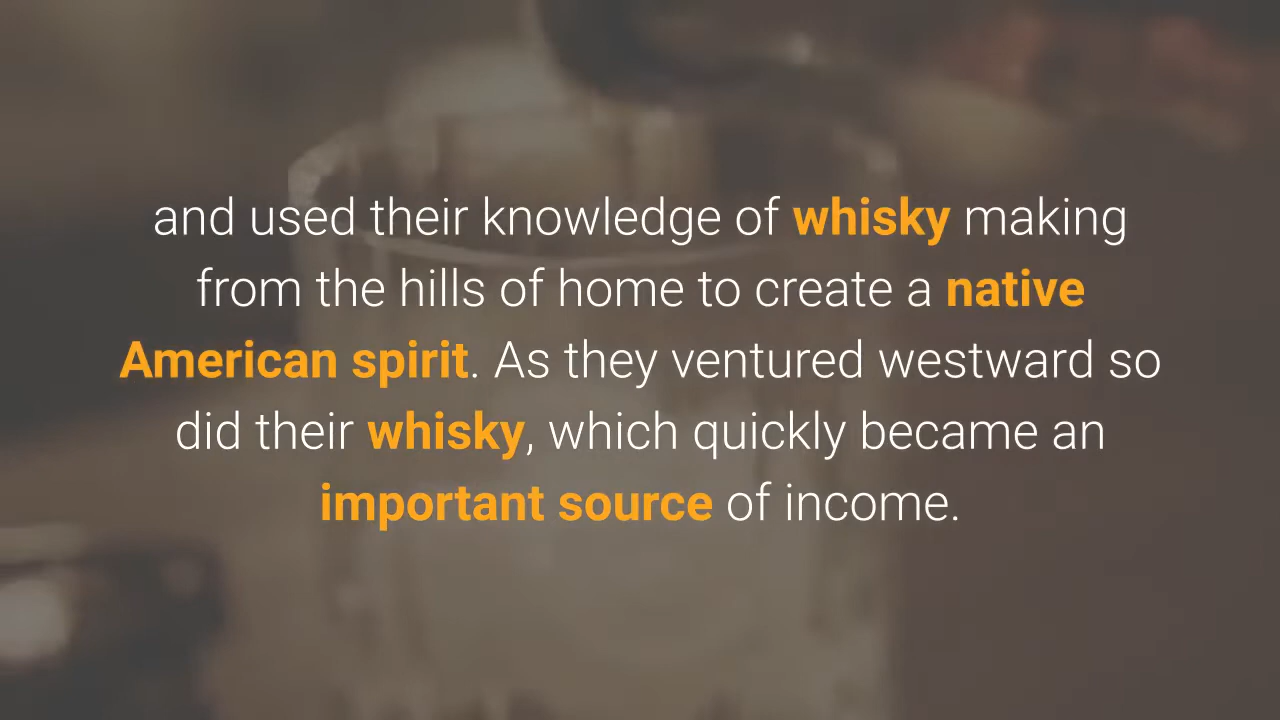 and used their knowledge of whisky making
from the hills of home to create a native
American spirit. As they ventured westward so
did their whisky, which quickly became an
important source of income.